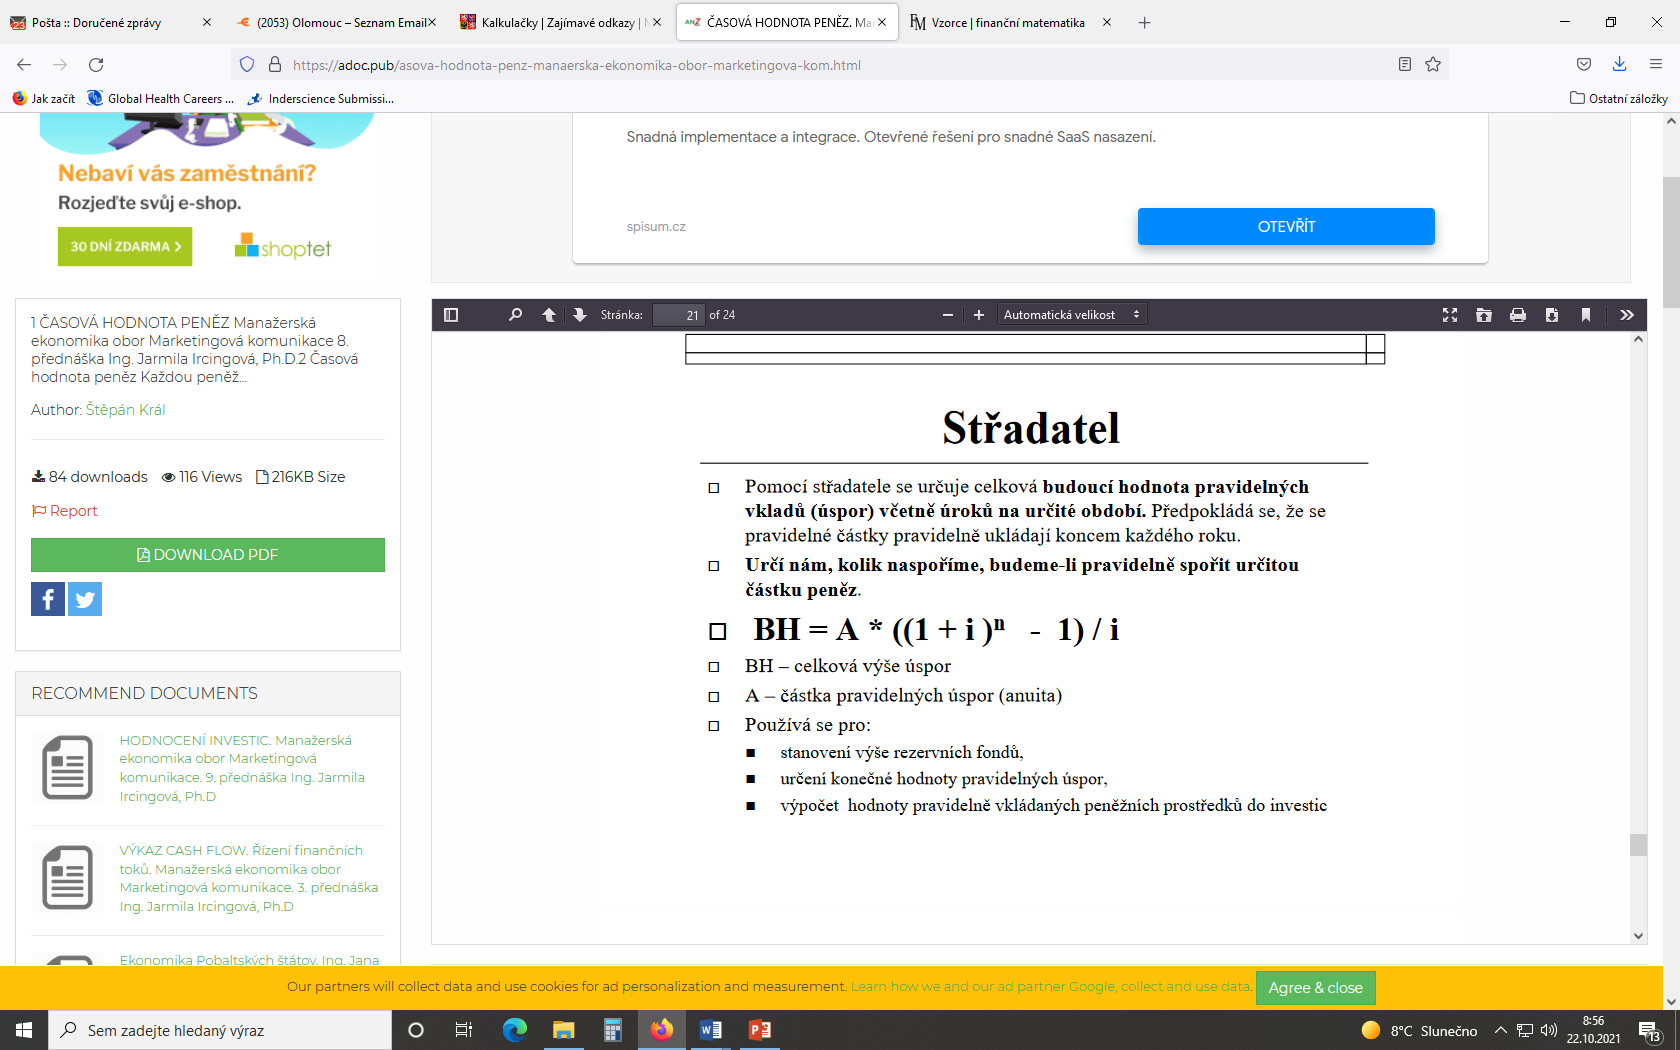 Pošta :: Doručené zprávy
(2053) Olomouc – Seznam Email
Kalkulačky | Zajímavé odkazy |
ČASOVÁ HODNOTA PENĚZ. Ma
Vzorce | finanční matematika
https://adoc.pub/asova-hodnota-penz-manaerska-ekonomika-obor-marketingova-kom.html
Jak začít
Global Health Careers ...
Inderscience Submissi...
Ostatní záložky
Nebaví vás zaměstnání?
Rozjeďte svůj e-shop.
30 DNÍ ZDARMA
shoptet
Snadná implementace a integrace. Otevřené řešení pro snadné SaaS nasazení.
spisum.cz
OTEVŘÍT
1 ČASOVÁ HODNOTA PENĚZ Manažerská
ekonomika obor Marketingová komunikace 8.
přednáška Ing. Jarmila Ircingová, Ph.D.2 Časová
hodnota peněz Každou peněž...
Author: Štěpán Král
84 downloads 116 Views 216KB Size
Report
DOWNLOAD PDF
RECOMMEND DOCUMENTS
HODNOCENÍ INVESTIC. Manažerská
ekonomika obor Marketingová
komunikace. 9. přednáška Ing. Jarmila
Ircingová, Ph.D
VÝKAZ CASH FLOW. Řízení finančních
toků. Manažerská ekonomika obor
Marketingová komunikace. 3. přednáška
Ing. Jarmila Ircingová, Ph.D
Ekonomika Pobaltských štátov. Ing. Jana
Stránka: 21 of 24
Automatická velikost
Střadatel
Pomocí střadatele se určuje celková budoucí hodnota pravidelných
vkladů (úspor) včetně úroků na určité období. Předpokládá se, že se
pravidelné částky pravidelně ukládají koncem každého roku.
Určí nám, kolik naspoříme, budeme-li pravidelně spořit určitou
částku peněz.
BH = A * ((1 + i )ⁿ - 1) / i
BH – celková výše úspor
A – částka pravidelných úspor (anuita)
Používá se pro:
stanovení výše rezervních fondů,
určení konečné hodnoty pravidelných úspor,
výpočet hodnoty pravidelně vkládaných peněžních prostředků do investic
Our partners will collect data and use cookies for ad personalization and measurement. Learn how we and our ad partner Google, collect and use data.
Agree & close
Sem zadejte hledaný výraz
8°C Slunečno
8:56
22.10.2021
13